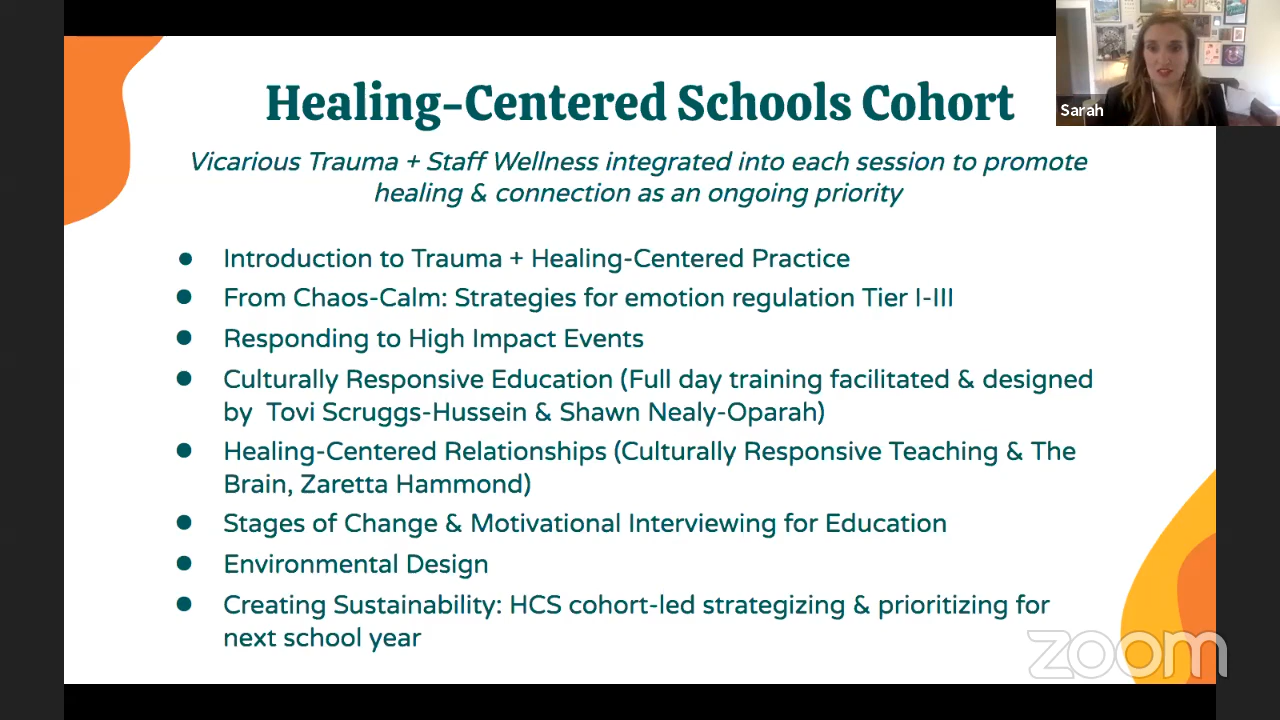 Healing-Centered Schools Cohort
Sarah
Vicarious Trauma + Staff Wellness integrated into each session to promote
healing & connection as an ongoing priority
● Introduction to Trauma + Healing-Centered Practice
● From Chaos-Calm: Strategies for emotion regulation Tier I-III
● Responding to High Impact Events
● Culturally Responsive Education (Full day training facilitated & designed
by Tovi Scruggs-Hussein & Shawn Nealy-Oparah)
● Healing-Centered Relationships (Culturally Responsive Teaching & The
Brain, Zaretta Hammond)
● Stages of Change & Motivational Interviewing for Education
● Environmental Design
● Creating Sustainability: HCS cohort-led strategizing & prioritizing for
next school year
zoom